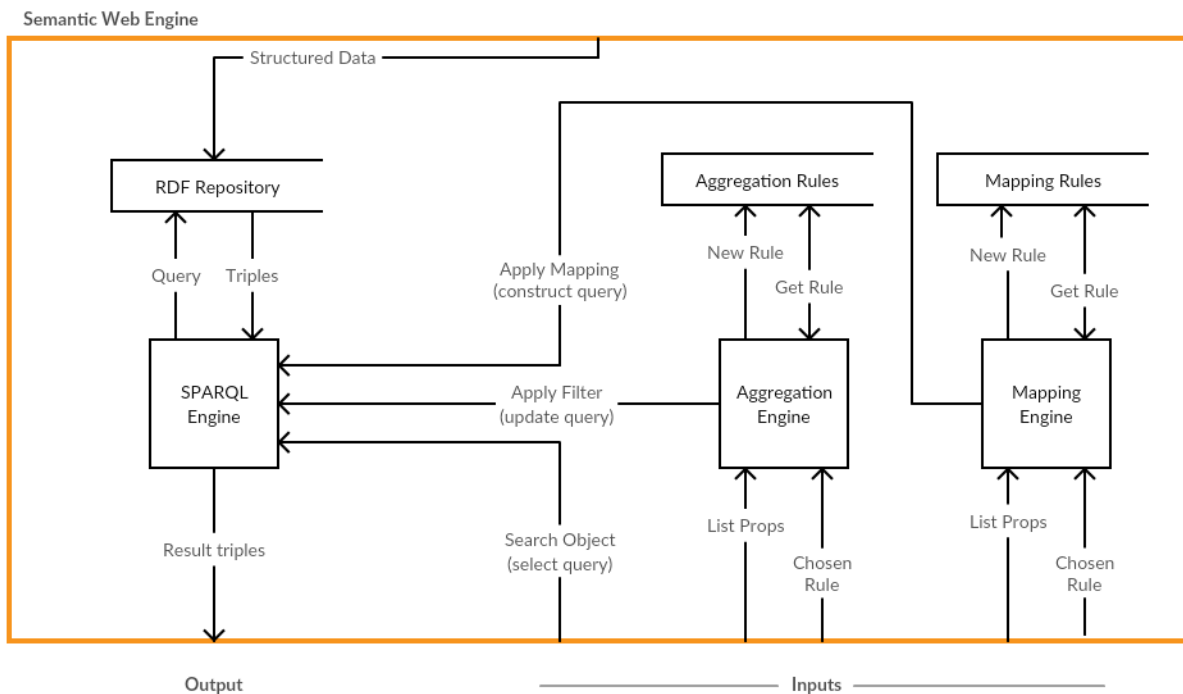 Semantic Web Engine
Structured Data
RDF Repository
Aggregation Rules
Mapping Rules
New Rule
New Rule
Query
Triples
Apply Mapping
(construct query)
Get Rule
Get Rule
SPARQL
Engine
Apply Filter
(update query)
Aggregation
Engine
Mapping
Engine
List Props
List Props
Result triples
Search Object
(select query)
Chosen
Rule
Chosen
Rule
Output
Inputs